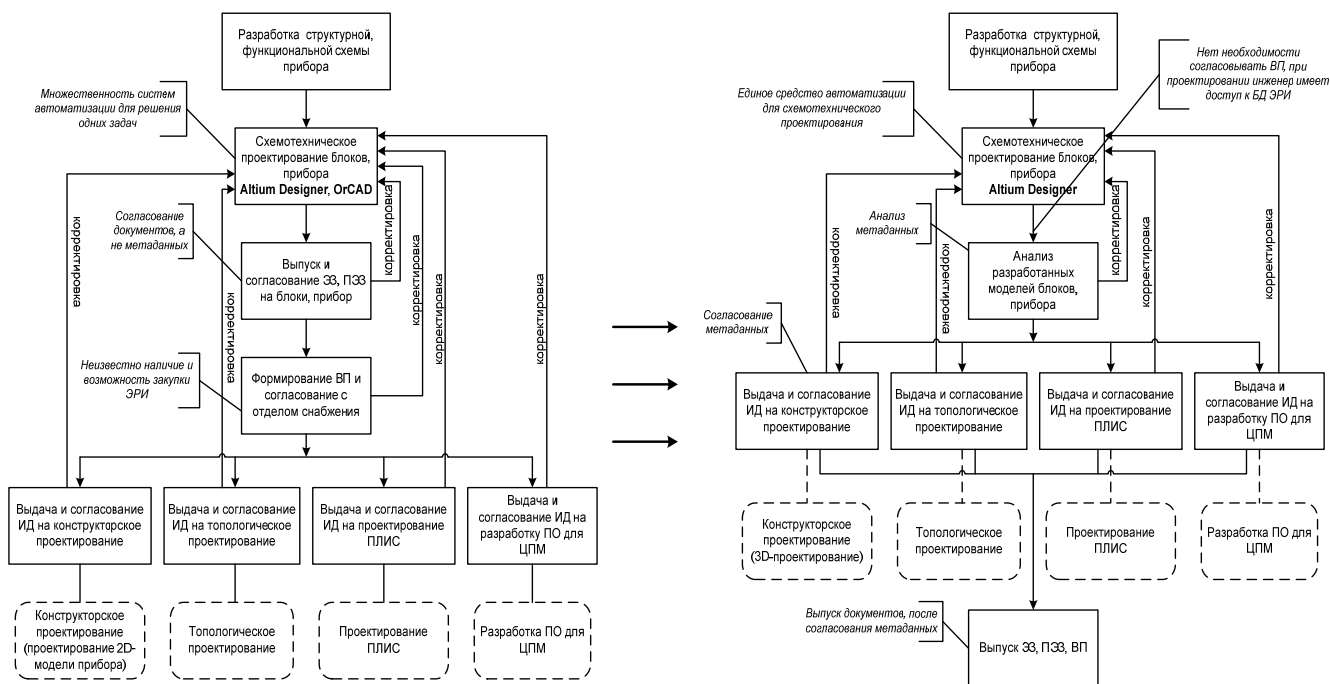 Разработка структурной,
функциональной схемы
прибора
Множественность систем
автоматизации для решения
одних задач
Схемотехническое
проектирование блоков,
прибора
Altium Designer, OrCAD
Согласование
документов, а
не метаданных
Выпуск и
согласование ЭЗ, ПЭЗ
на блоки, прибор
Неизвестно наличие и
возможность закупки
ЭРИ
Формирование ВП и
согласование с
отделом снабжения
корректировка
корректировка
корректировка
корректировка
корректировка
корректировка
Выдача и согласование
ИД на конструкторское
проектирование
Выдача и согласование
ИД на топологическое
проектирование
Выдача и согласование
ИД на проектирование
ПЛИС
Выдача и
согласование ИД на
разработку ПО для
ЦПМ
Конструкторское
проектирование
(проектирование 2D-
модели прибора)
Топологическое
проектирование
Проектирование
ПЛИС
Разработка ПО для
ЦПМ
Разработка структурной,
функциональной схемы
прибора
Нет необходимости
согласовывать ВП, при
проектировании инженер имеет
доступ к БД ЭРИ
Единое средство автоматизации
для схемотехнического
проектирования
Схемотехническое
проектирование блоков,
прибора
Altium Designer
Анализ
метаданных
Анализ
разработанных
моделей блоков,
прибора
корректировка
корректировка
корректировка
корректировка
корректировка
Согласование
метаданных
Выдача и согласование
ИД на конструкторское
проектирование
Выдача и согласование
ИД на топологическое
проектирование
Выдача и согласование
ИД на проектирование
ПЛИС
Выдача и
согласование ИД на
разработку ПО для
ЦПМ
Конструкторское
проектирование
(3D-проектирование)
Топологическое
проектирование
Проектирование
ПЛИС
Разработка ПО для
ЦПМ
Выпуск документов, после
согласования метаданных
Выпуск ЭЗ, ПЭЗ, ВП